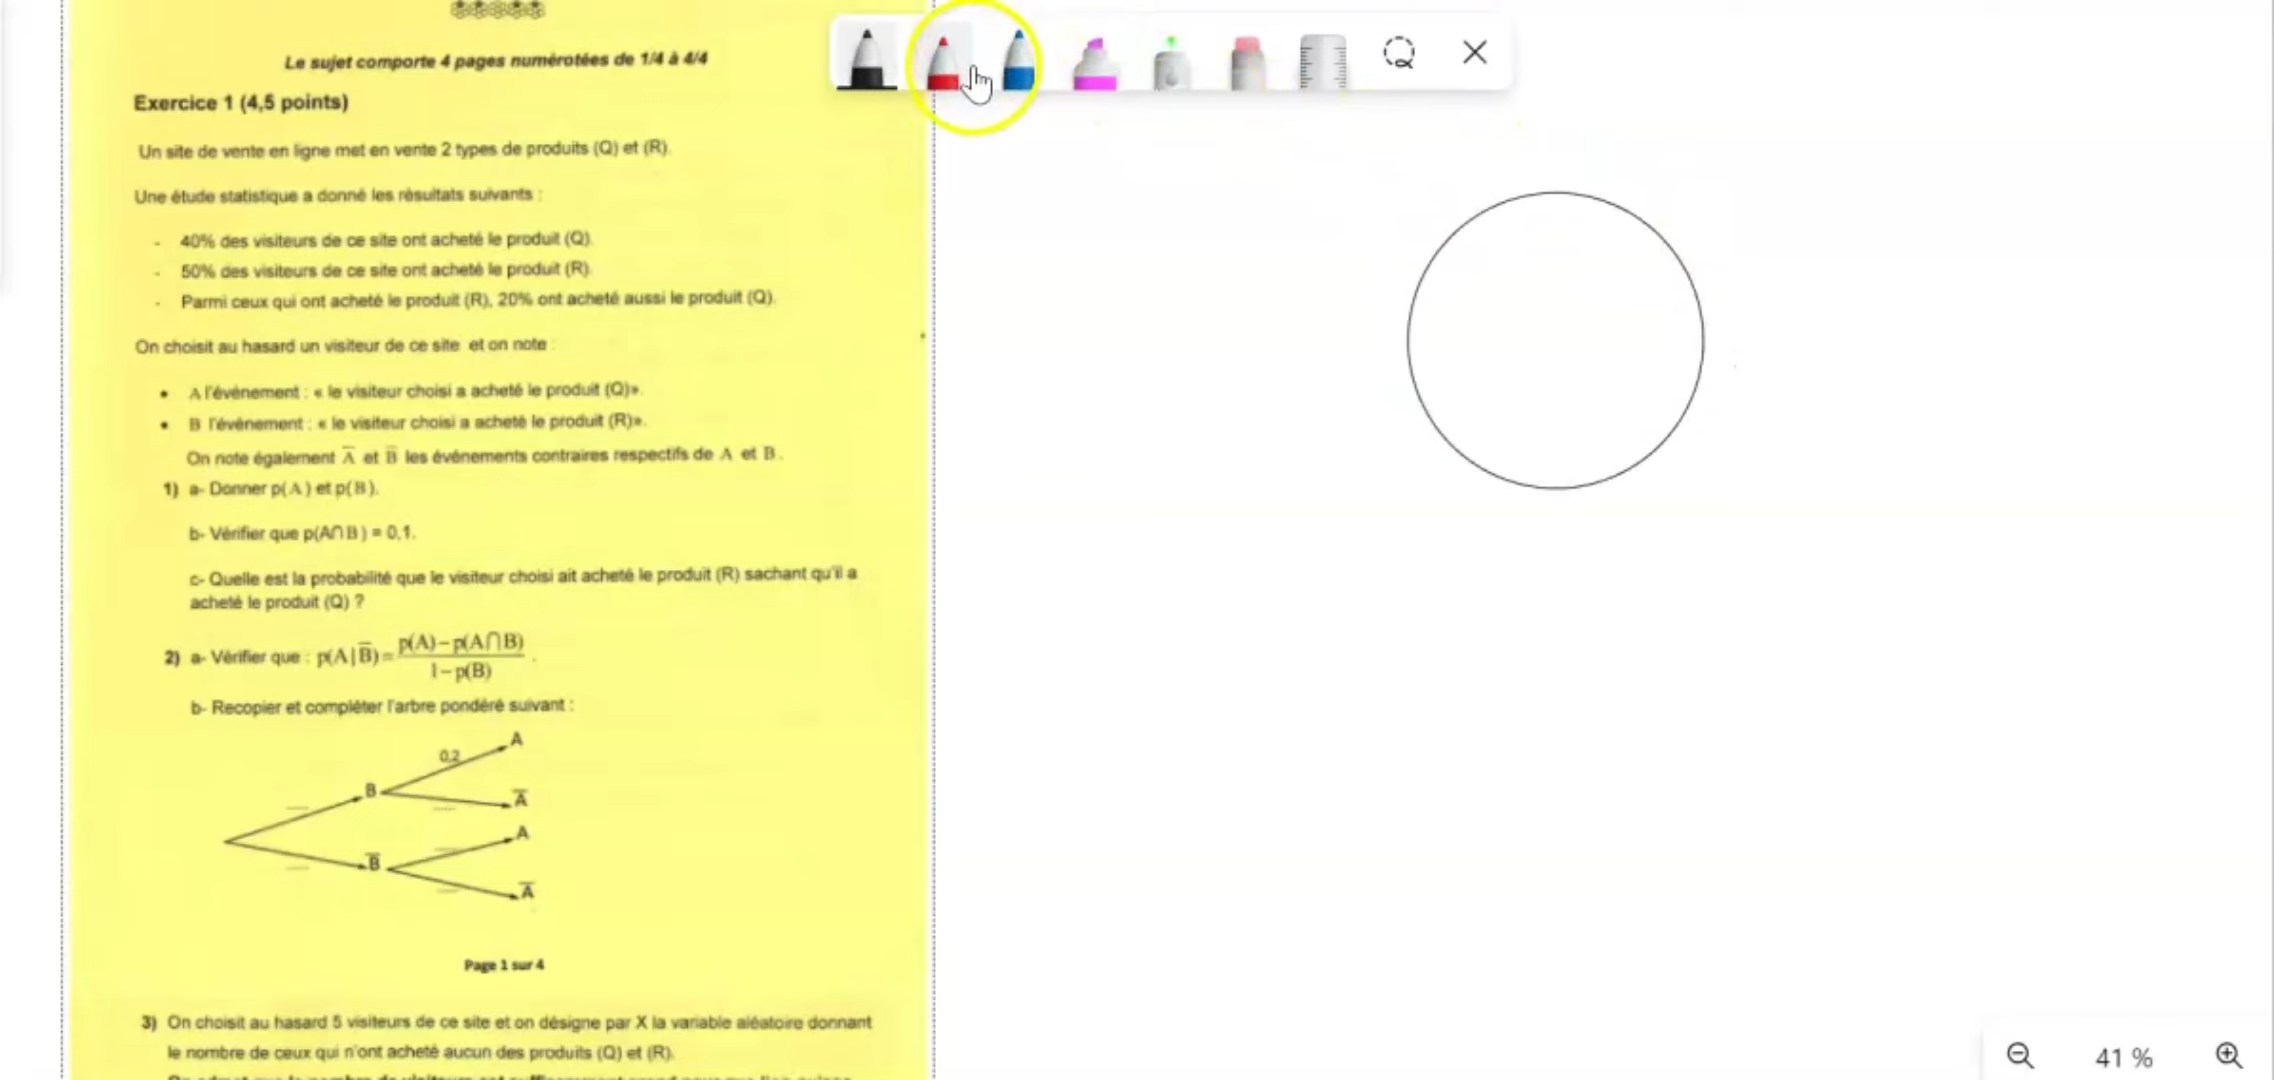 Le sujet comporte 4 pages numérotées de 1/4 à 4/4
Exercice 1 (4,5 points)
Un site de vente en ligne met en vente 2 types de produits (Q) et (R).
Une étude statistique a donné les résultats suivants :
- 40% des visiteurs de ce site ont acheté le produit (Q).
- 50% des visiteurs de ce site ont acheté le produit (R).
- Parmi ceux qui ont acheté le produit (R), 20% ont acheté aussi le produit (Q).
On choisit au hasard un visiteur de ce site et on note :
• A l'évènement : « le visiteur choisi a acheté le produit (Q)».
• B l'évènement : « le visiteur choisi a acheté le produit (R)».
On note également A̅ et B̅ les événements contraires respectifs de A et B.
1) a- Donner p(A) et p(B).
b- Vérifier que p(A∩B) = 0,1.
c- Quelle est la probabilité que le visiteur choisi ait acheté le produit (R) sachant qu'il a
acheté le produit (Q) ?
2) a- Vérifier que : p(A|B̅) = p(A)−p(A∩B)
1−p(B) .
b- Recopier et compléter l'arbre pondéré suivant :
A
0,2
B
A̅
A
B̅
A̅
Page 1 sur 4
3) On choisit au hasard 5 visiteurs de ce site et on désigne par X la variable aléatoire donnant
le nombre de ceux qui n'ont acheté aucun des produits (Q) et (R).
41 %